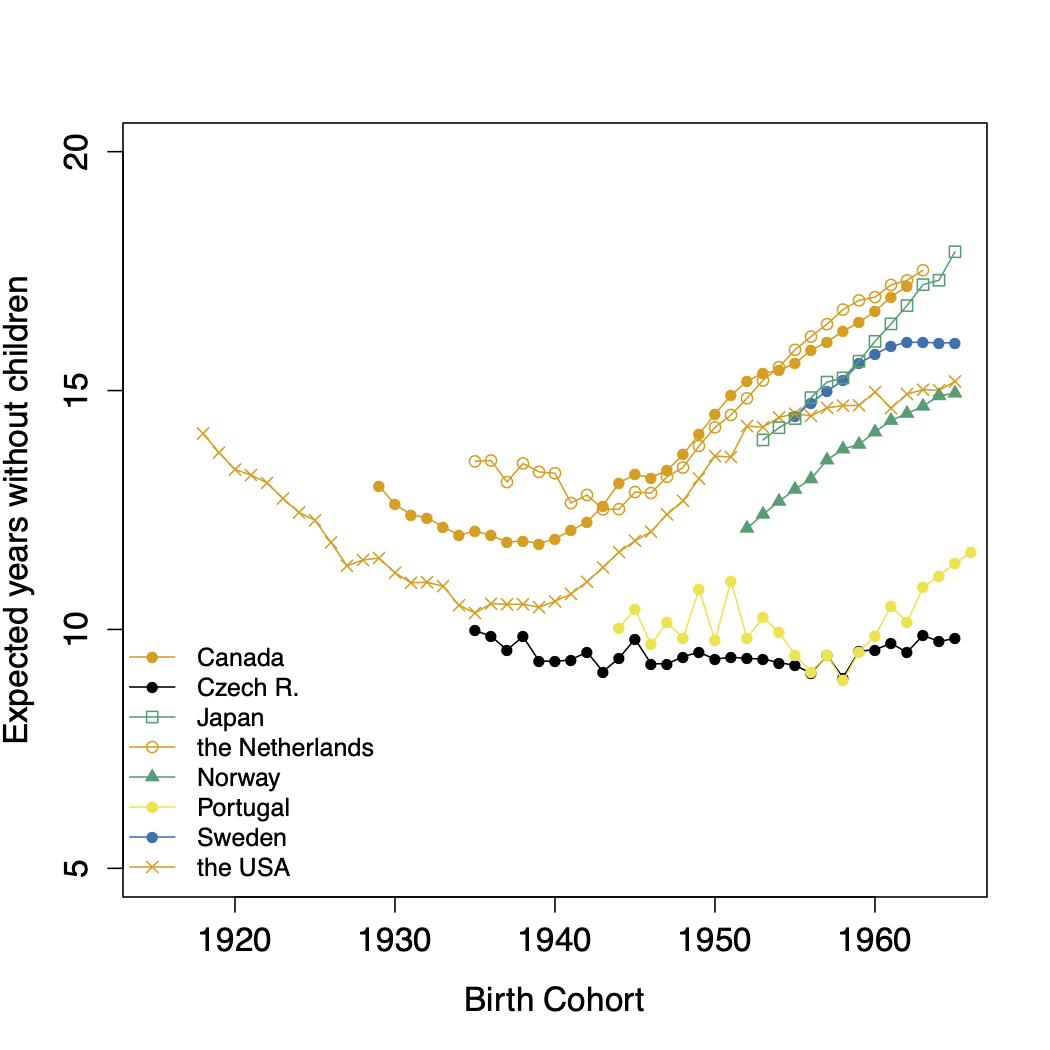 20
15
10
5
Expected years without children
Canada
Czech R.
Japan
the Netherlands
Norway
Portugal
Sweden
the USA
1920 1930 1940 1950 1960
Birth Cohort